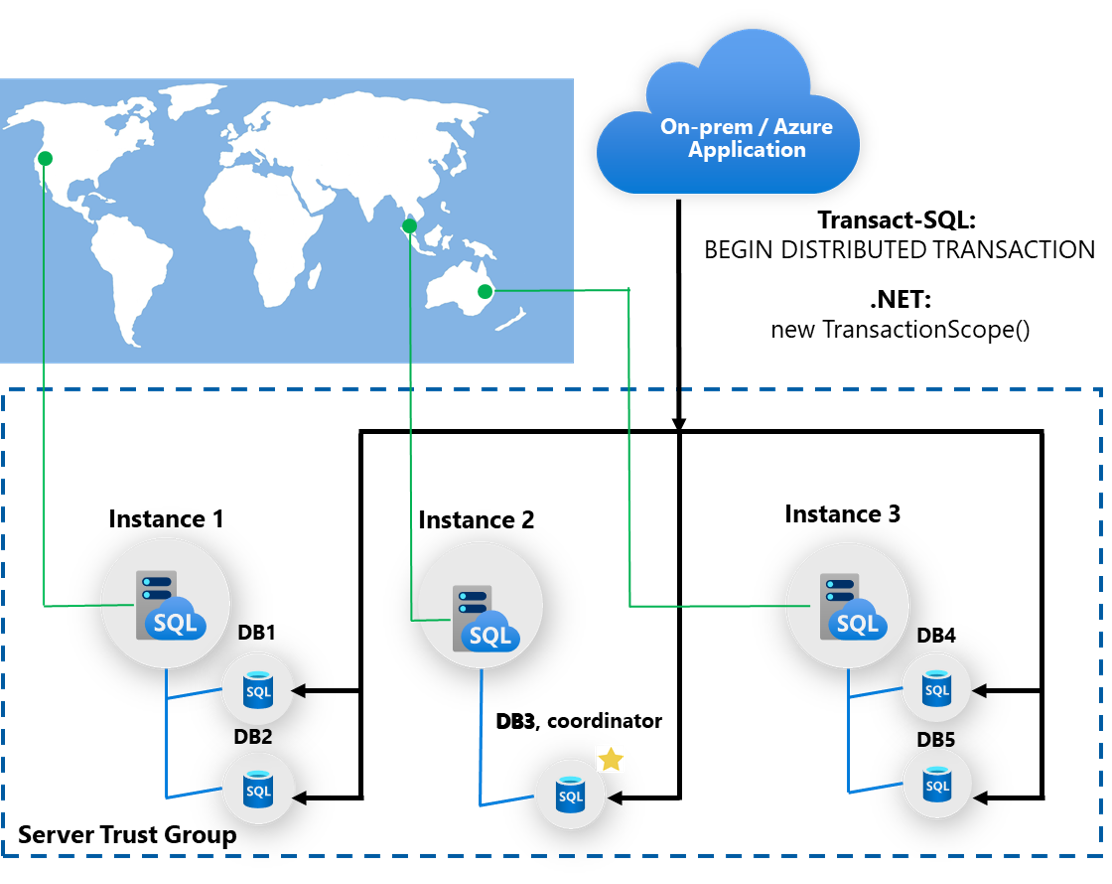 On-prem / Azure
Application
Transact-SQL:
BEGIN DISTRIBUTED TRANSACTION
.NET:
new TransactionScope()
Instance 1
Instance 2
Instance 3
SQL
SQL
SQL
DB1
SQL
DB2
SQL
DB3, coordinator
SQL
DB4
SQL
DB5
SQL
Server Trust Group